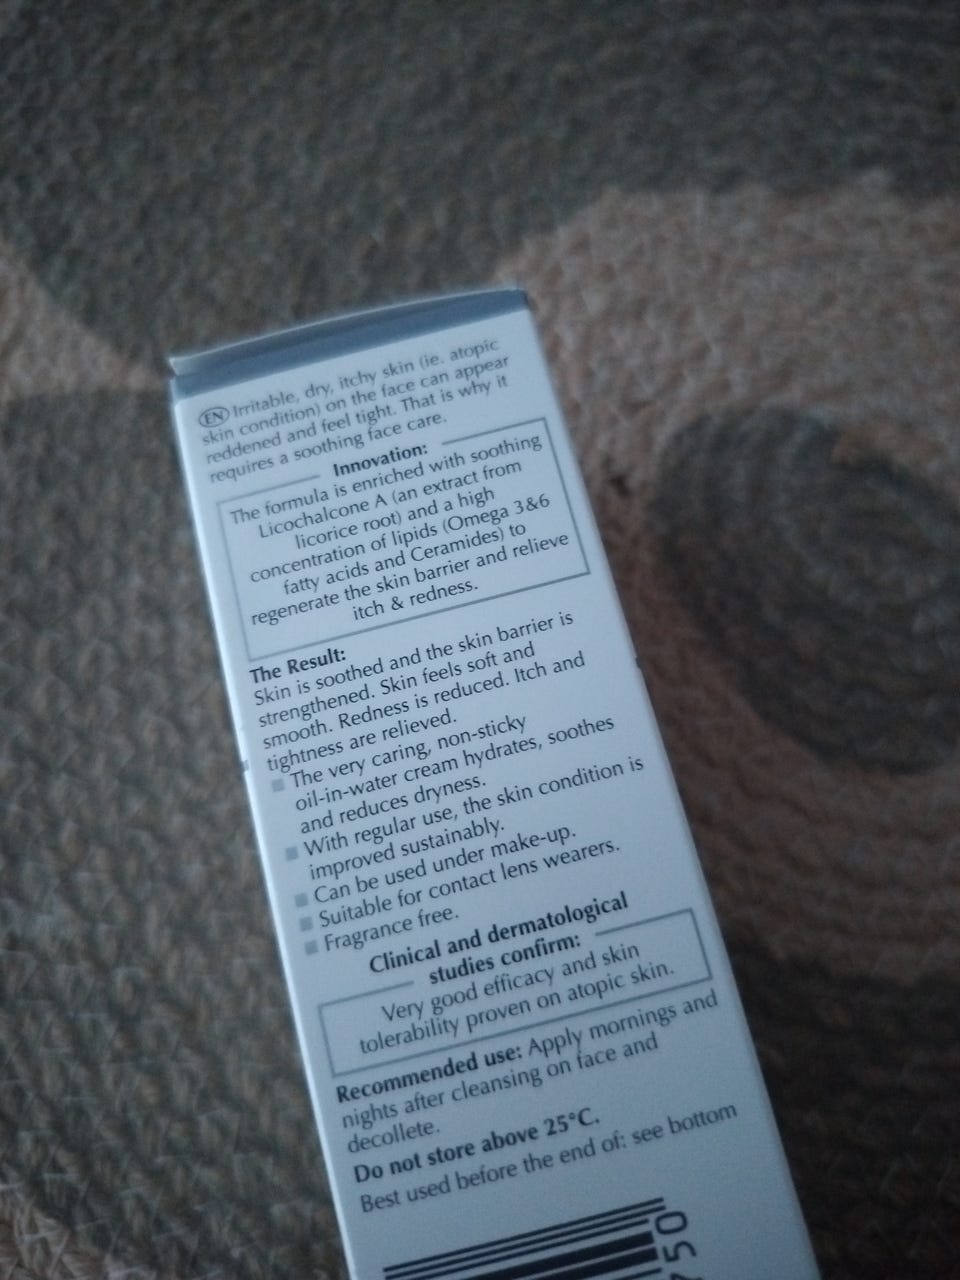 EN Irritable, dry, itchy skin (ie. atopic
skin condition) on the face can appear
reddened and feel tight. That is why it
requires a soothing face care.
Innovation:
The formula is enriched with soothing
Licochalcone A (an extract from
licorice root) and a high
concentration of lipids (Omega 3&6
fatty acids and Ceramides) to
regenerate the skin barrier and relieve
itch & redness.
The Result:
Skin is soothed and the skin barrier is
strengthened. Skin feels soft and
smooth. Redness is reduced. Itch and
tightness are relieved.
The very caring, non-sticky
oil-in-water cream hydrates, soothes
and reduces dryness.
With regular use, the skin condition is
improved sustainably.
Can be used under make-up.
Suitable for contact lens wearers.
Fragrance free.
Clinical and dermatological
studies confirm:
Very good efficacy and skin
tolerability proven on atopic skin.
Recommended use: Apply mornings and
nights after cleansing on face and
decollete.
Do not store above 25°C.
Best used before the end of: see bottom
50